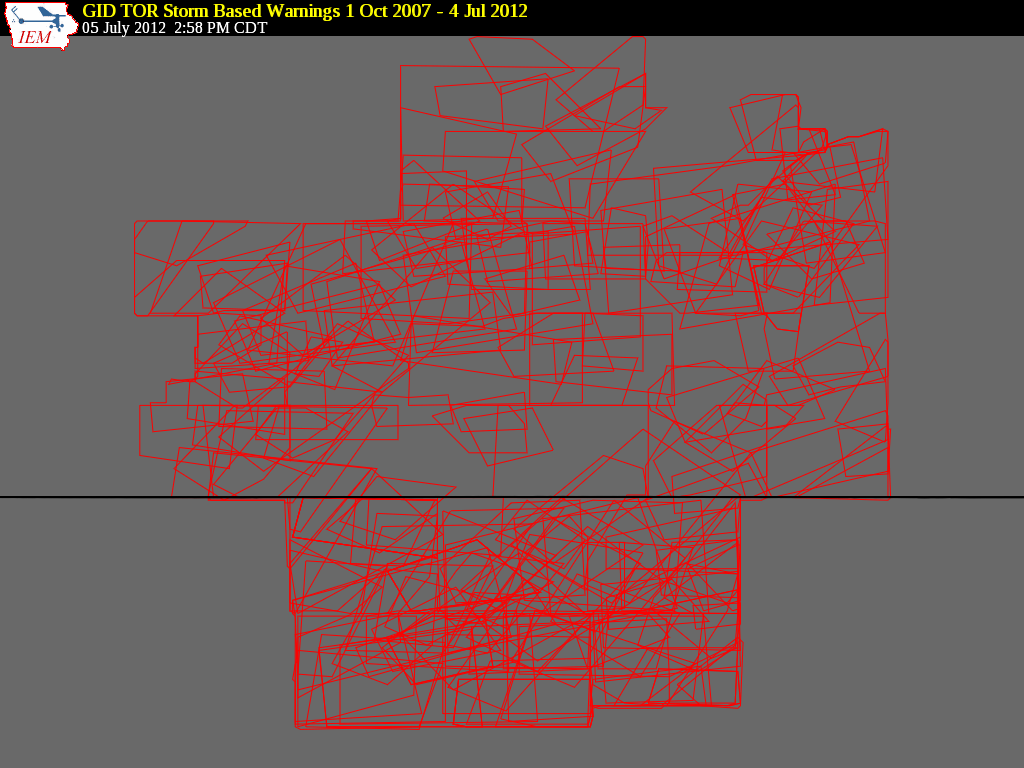 GID TOR Storm Based Warnings 1 Oct 2007 - 4 Jul 2012
05 July 2012 2:58 PM CDT
IEM